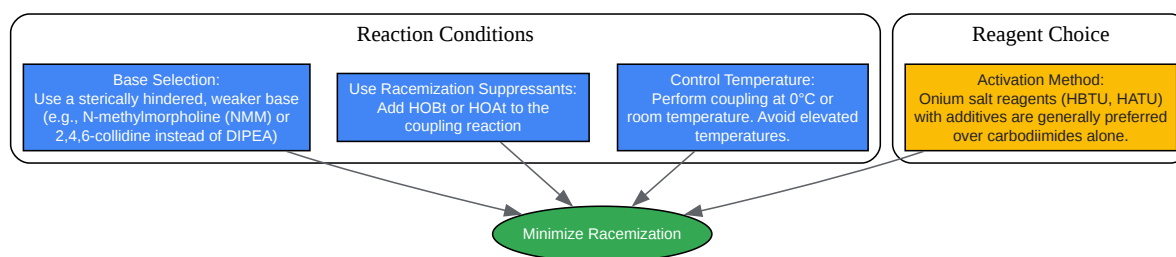 Reaction Conditions
Base Selection:
Use a sterically hindered, weaker base
(e.g., N-methylmorpholine (NMM) or
2,4,6-collidine instead of DIPEA)
Use Racemization Suppressants:
Add HOBt or HOAt to the
coupling reaction
Control Temperature:
Perform coupling at 0°C or
room temperature. Avoid elevated
temperatures.
Reagent Choice
Activation Method:
Onium salt reagents (HBTU, HATU)
with additives are generally preferred
over carbodiimides alone.
Minimize Racemization